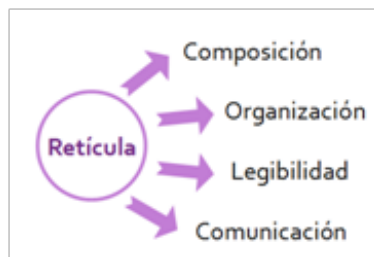 Composición
Organización
Retícula
Legibilidad
Comunicación